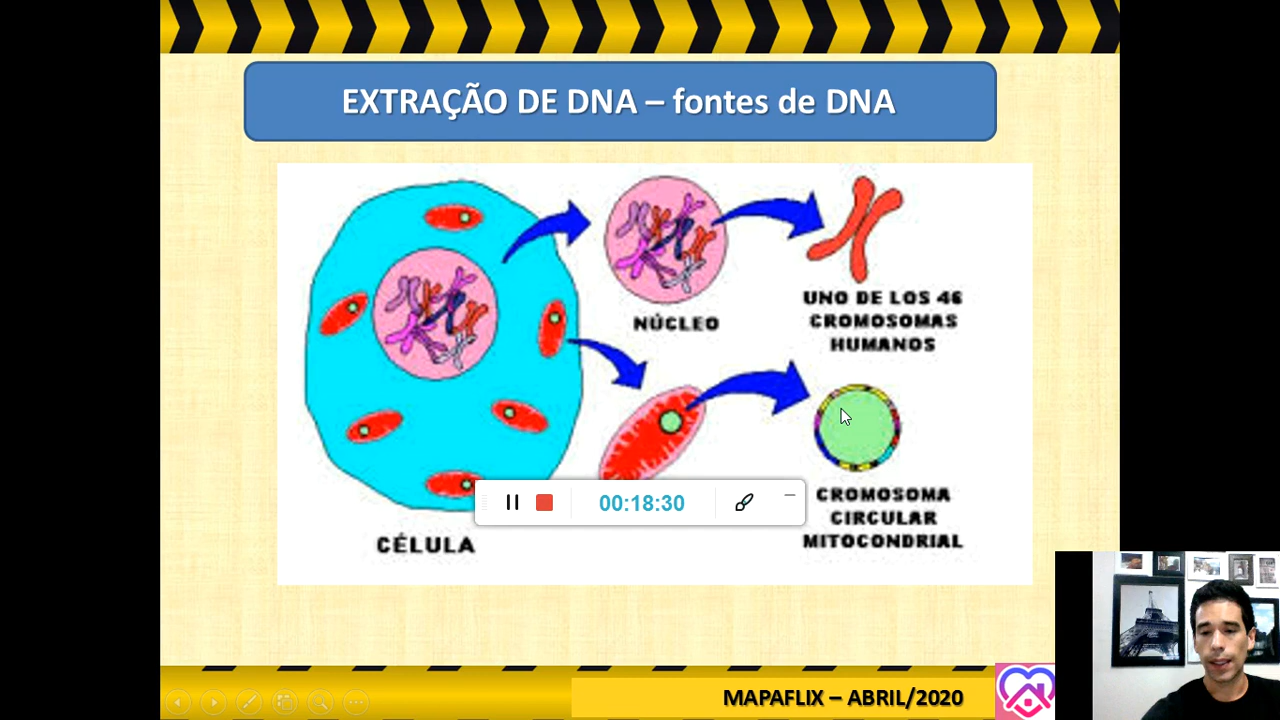 EXTRAÇÃO DE DNA – fontes de DNA
NÚCLEO
UNO DE LOS 46
CROMOSOMAS
HUMANOS
00:18:30
CROMOSOMA
CIRCULAR
MITOCONDRIAL
CÉLULA
MAPAFLIX – ABRIL/2020